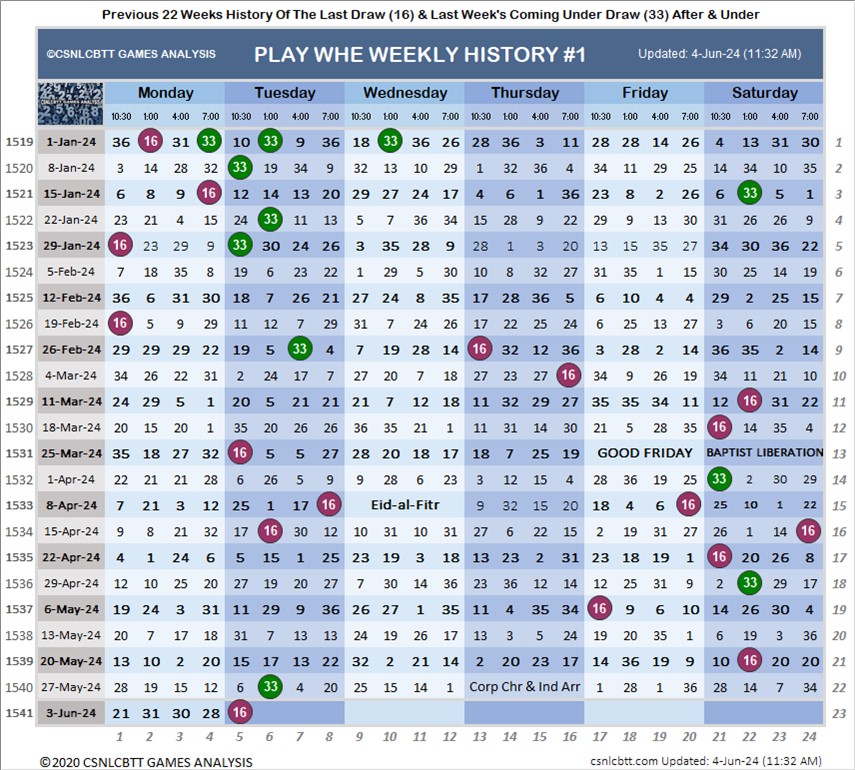 Previous 22 Weeks History Of The Last Draw (16) & Last Week's Coming Under Draw (33) After & Under
©CSNLCBTT GAMES ANALYSIS PLAY WHE WEEKLY HISTORY #1 Updated: 4-Jun-24 (11:32 AM)
Monday Tuesday Wednesday Thursday Friday Saturday
CSNLCBTT GAMES ANALYSIS
10:30 1:00 4:00 7:00 10:30 1:00 4:00 7:00 10:30 1:00 4:00 7:00 10:30 1:00 4:00 7:00 10:30 1:00 4:00 7:00 10:30 1:00 4:00 7:00
1519 1-Jan-24 36 16 31 33 10 33 9 36 18 33 36 26 28 36 3 11 28 28 14 26 4 13 31 30 1
1520 8-Jan-24 3 14 28 32 33 19 34 9 32 13 10 29 1 32 36 4 34 11 29 25 14 34 10 35 2
1521 15-Jan-24 6 8 9 16 12 14 13 20 29 27 24 17 4 6 1 36 23 8 2 26 6 33 5 1 3
1522 22-Jan-24 23 21 4 15 24 33 11 13 5 7 36 34 15 28 9 22 29 9 13 30 31 26 26 9 4
1523 29-Jan-24 16 23 29 9 33 30 24 26 3 35 28 9 28 1 3 20 13 15 35 27 34 30 36 22 5
1524 5-Feb-24 7 18 35 8 19 6 23 22 1 29 5 30 10 8 32 27 31 35 1 15 30 25 14 19 6
1525 12-Feb-24 36 6 31 30 18 7 26 21 27 24 8 35 17 28 36 5 6 10 4 4 29 2 25 15 7
1526 19-Feb-24 16 5 9 29 11 12 7 29 31 7 24 26 17 22 25 24 6 25 13 27 3 6 20 15 8
1527 26-Feb-24 29 29 29 22 19 5 33 4 7 19 28 14 16 32 12 36 3 28 2 14 36 35 2 14 9
1528 4-Mar-24 34 26 22 33 2 24 17 7 27 20 7 18 27 23 27 16 34 9 26 19 34 11 21 10 10
1529 11-Mar-24 24 29 5 1 20 5 21 21 21 7 12 18 11 32 29 27 35 35 34 11 12 16 31 22 11
1530 18-Mar-24 20 15 20 1 35 20 26 26 36 35 21 1 11 31 14 30 21 5 28 35 16 14 35 4 12
1531 25-Mar-24 35 18 27 32 16 5 5 27 28 20 18 17 18 7 25 19 GOOD FRIDAY BAPTIST LIBERATION 13
1532 1-Apr-24 22 21 21 28 6 26 5 9 9 28 6 23 24 7 12 24 28 36 15 4 33 2 30 29 14
1533 8-Apr-24 7 21 3 12 25 1 17 16 Eid-al-Fitr 9 32 15 20 18 4 6 16 25 10 1 22 15
1534 15-Apr-24 9 8 21 32 17 16 30 12 10 31 10 31 27 6 22 15 2 19 31 27 26 1 14 16 16
1535 22-Apr-24 4 1 24 6 5 15 1 25 23 19 3 18 13 23 2 31 23 18 19 1 16 20 26 8 17
1536 29-Apr-24 12 10 25 20 27 19 20 27 7 30 14 36 23 36 12 14 12 25 31 9 2 33 29 17 18
1537 6-May-24 19 24 3 31 11 29 9 36 26 27 1 35 11 4 35 34 16 9 6 10 14 26 30 4 19
1538 13-May-24 20 7 17 18 31 7 13 13 24 19 26 17 13 3 5 24 19 20 35 1 6 19 3 36 20
1539 20-May-24 13 10 2 20 15 17 13 22 32 2 21 14 2 20 23 17 14 36 19 9 10 16 20 20 21
1540 27-May-24 28 19 15 12 6 33 4 20 25 15 14 1 Corp Chr & Ind Arr 1 28 1 36 28 14 7 34 22
1541 3-Jun-24 21 31 30 28 16 23
1 2 3 4 5 6 7 8 9 10 11 12 13 14 15 16 17 18 19 20 21 22 23 24
©2020 CSNLCBTT GAMES ANALYSIS csnlcbtt.com Updated: 4-Jun-24 (11:32 AM)